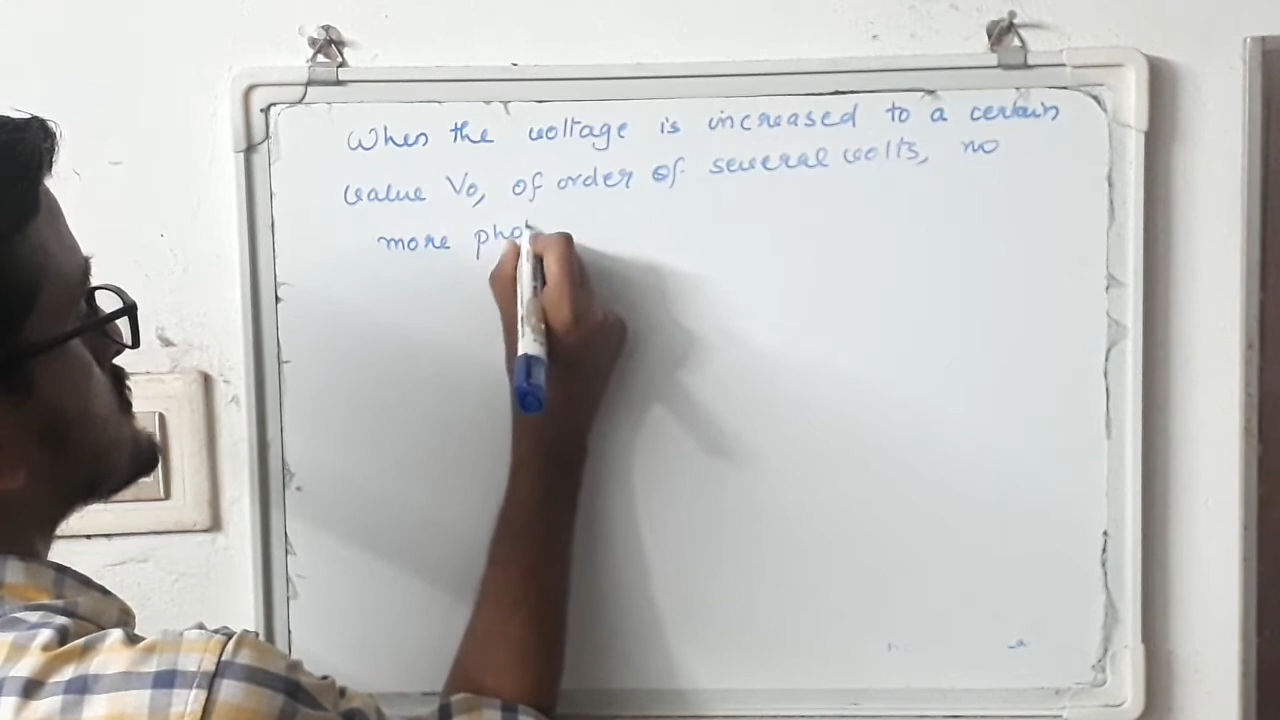 When the voltage is increased to a certain
value Vo, of order of several volts, no
more pho